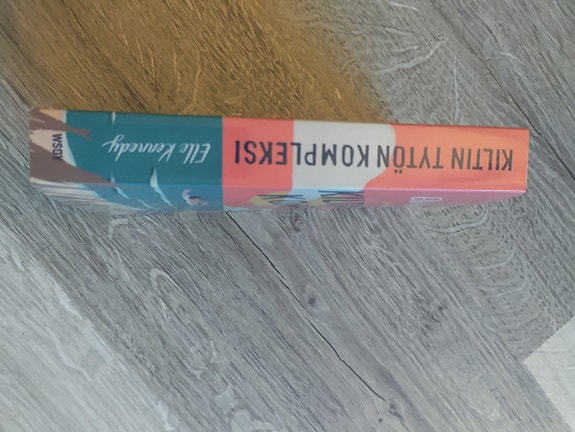 KILTIN TYTÖN KOMPLEKSI
Elle Kennedy
WSOY